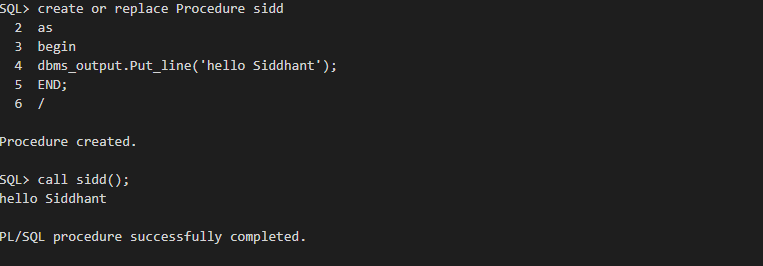 SQL> create or replace Procedure sidd
2 as
3 begin
4 dbms_output.Put_line('hello Siddhant');
5 END;
6 /
Procedure created.
SQL> call sidd();
hello Siddhant
PL/SQL procedure successfully completed.